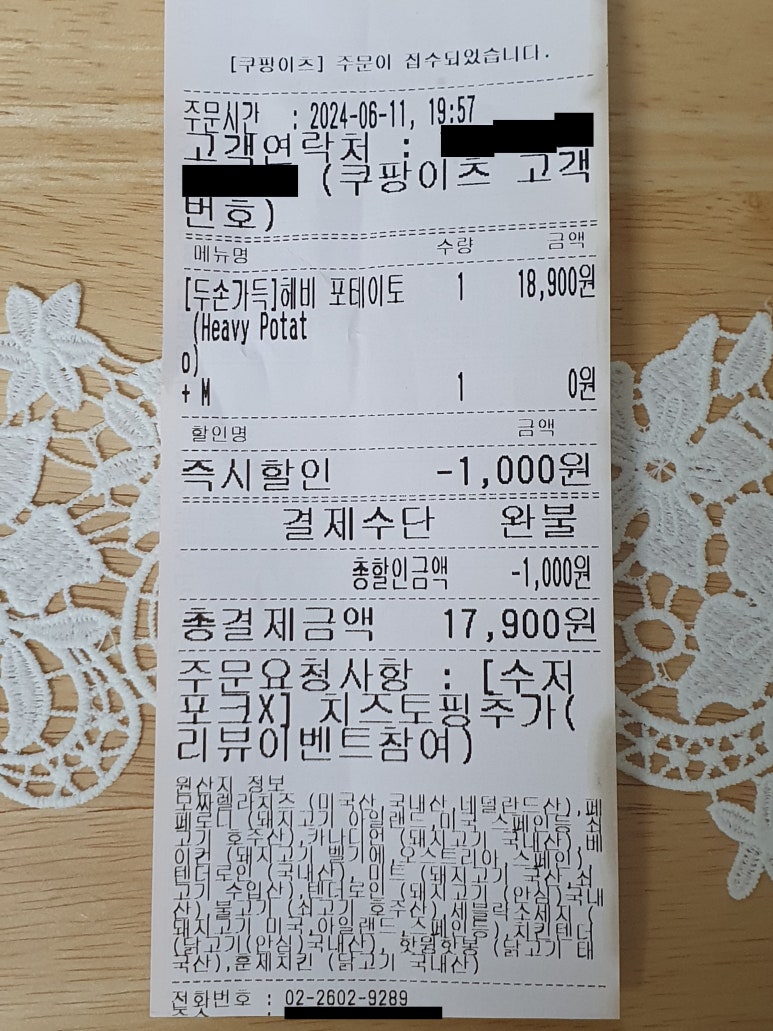 [쿠팡이츠] 주문이 접수되었습니다.
주문시간 : 2024-06-11, 19:57
고객연락처 :
(쿠팡이츠 고객
번호)
메뉴명 수량 금액
[두손가득]헤비 포테이토 1 18,900원
(Heavy Potat
o)
+ M 1 0원
할인명 금액
즉시할인 -1,000원
결제수단 완불
총할인금액 -1,000원
총결제금액 17,900원
주문요청사항 : [수저
포크X] 치즈토핑추가(
리뷰이벤트참여)
원산지 정보
모짜렐라치즈 (미국산,국내산,네덜란드산),페
페로니 (돼지고기 아일랜드,미국,스페인등 쇠
고기 호주산),카나디언 (돼지고기 국내산),베
이컨 (돼지고기 벨기에,오스트리아,스페인),
텐더로인 (국내산), 미트 (돼지고기 국산,쇠
고기 수입산),텐더로인 (돼지고기(안심)국내
산),불고기 (쇠고기 호주산),세블락소세지 (
돼지고기 미국,아일랜드,스페인등),치킨텐더
(닭고기(안심)국내산), 핫윙핫봉 (닭고기 태
국산),훈제치킨 (닭고기 국내산)
전화번호 : 02-2602-9289